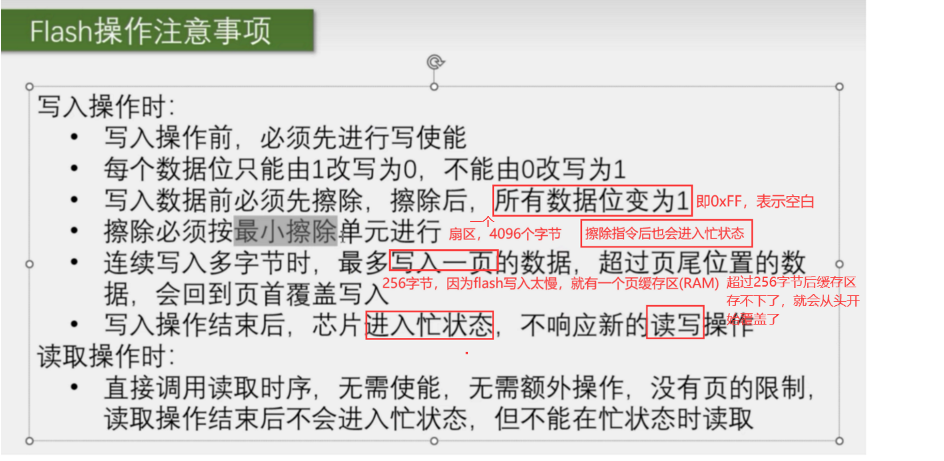 Flash操作注意事项
写入操作时：
• 写入操作前，必须先进行写使能
• 每个数据位只能由1改写为0，不能由0改写为1
• 写入数据前必须先擦除，擦除后，所有数据位变为1 即0xFF，表示空白
• 擦除必须按最小擦除单元进行 一个
扇区，4096个字节 擦除指令后也会进入忙状态
• 连续写入多字节时，最多写入一页的数据，超过页尾位置的数
据，会回到页首覆盖写入
256字节，因为flash写入太慢，就有一个页缓存区(RAM)
超过256字节后缓存区
存不下了，就会从头开
始覆盖了
• 写入操作结束后，芯片进入忙状态，不响应新的读写操作
读取操作时：
• 直接调用读取时序，无需使能，无需额外操作，没有页的限制，
读取操作结束后不会进入忙状态，但不能在忙状态时读取